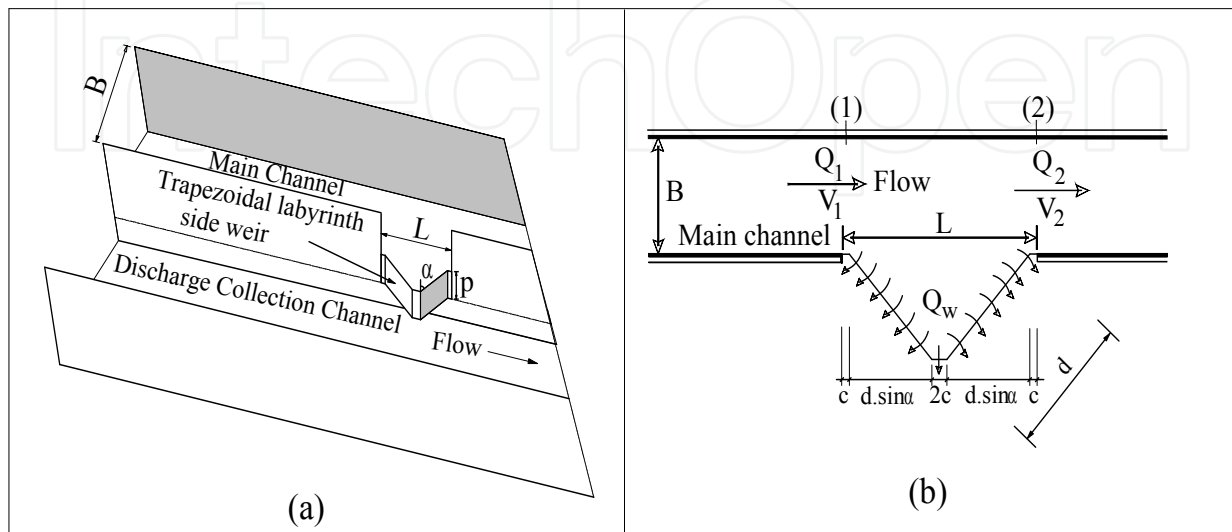 IntechOpen
B
Main Channel
Trapezoidal labyrinth
side weir
L
α
p
Discharge Collection Channel
Flow
(a)
(1)
(2)
Q1
Q2
B
Flow
V1
V2
Main channel
L
Qw
d
c
d.sinα
2c
d.sinα
c
(b)